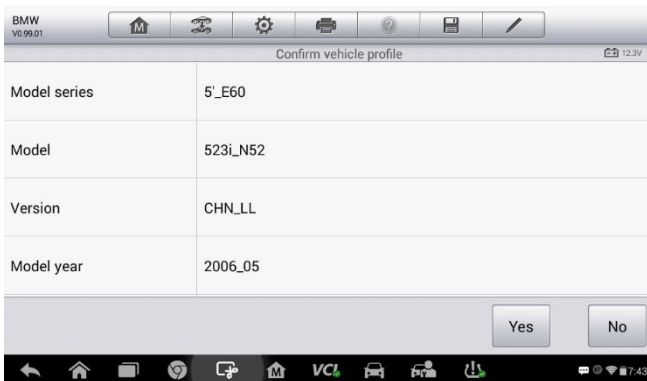 BMW
V0.99.01
M
Confirm vehicle profile
12.3V
Model series 5'_E60
Model 523i_N52
Version CHN_LL
Model year 2006_05
Yes No
M VCI 7:43